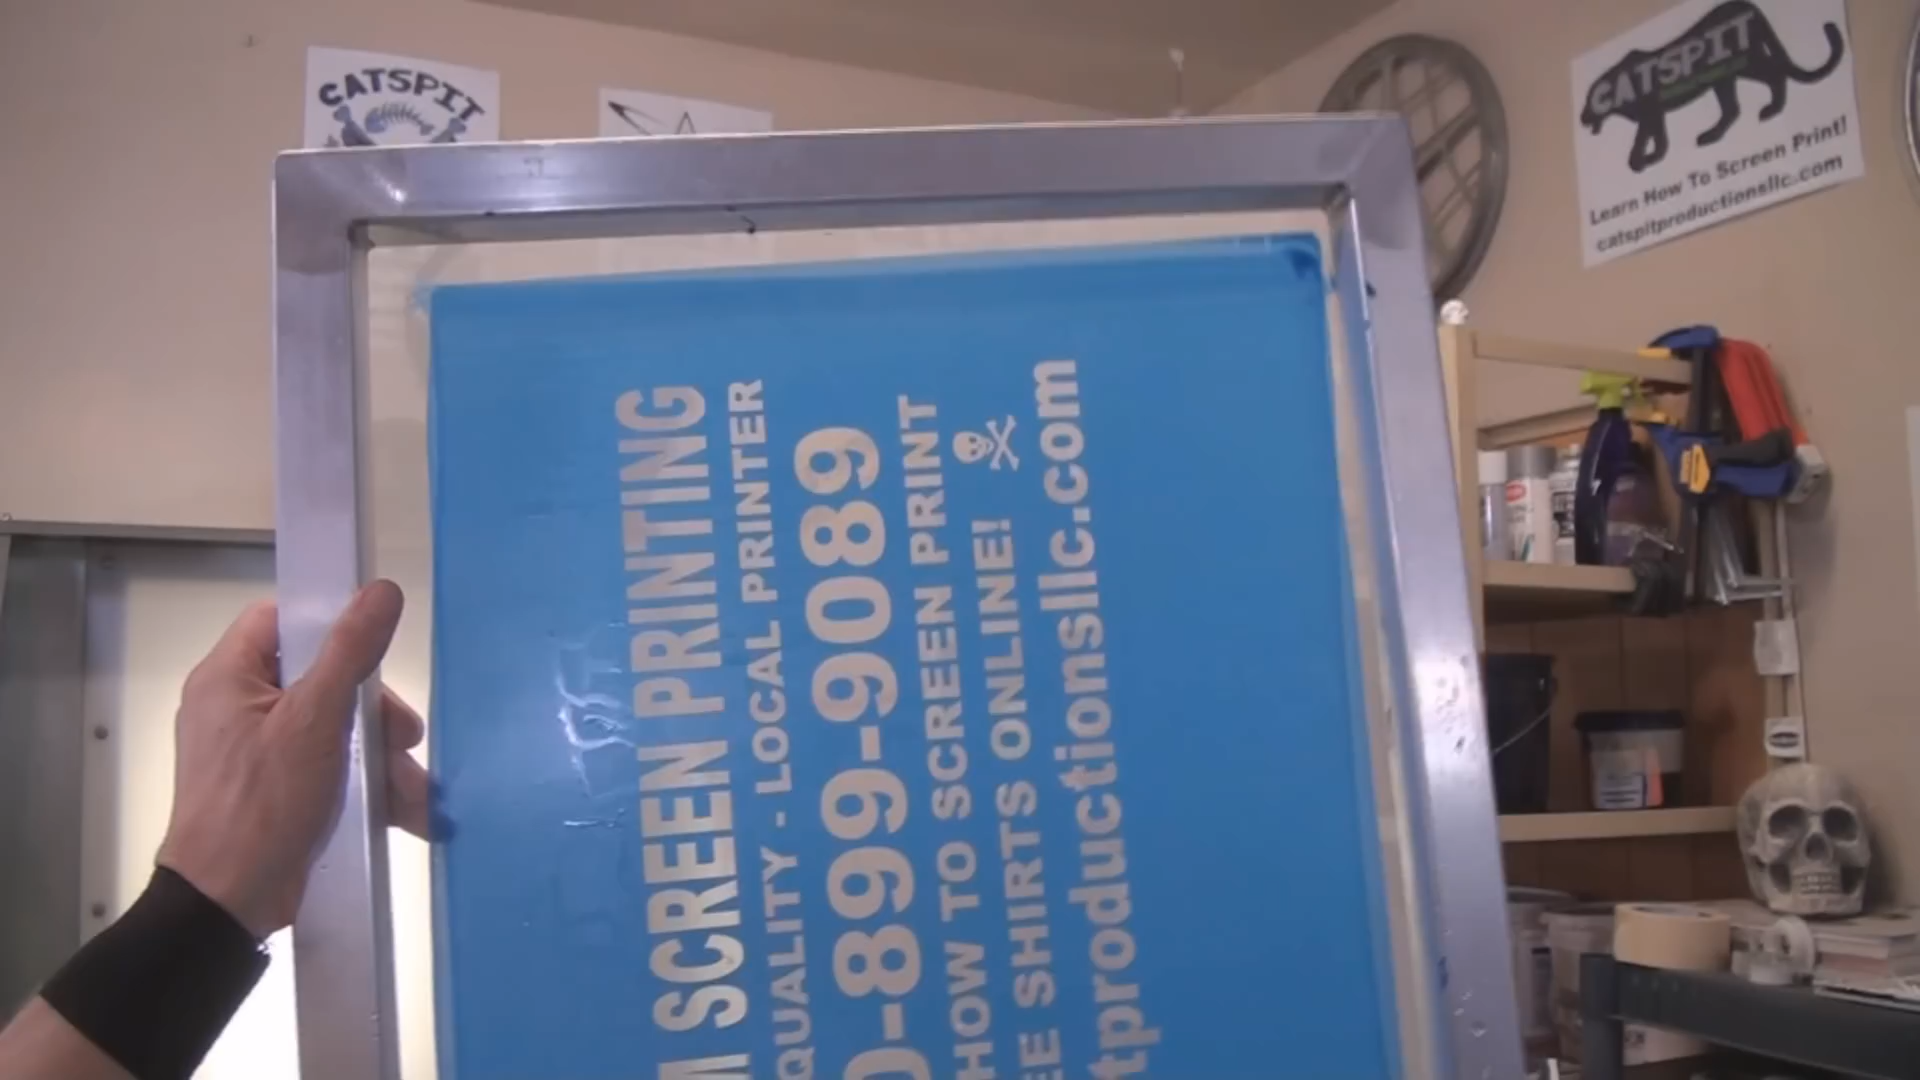 CATSPIT
CATSPIT
Learn How To Screen Print!
catspitproductionsllc.com
M SCREEN PRINTING
QUALITY - LOCAL PRINTER
0-899-9089
HOW TO SCREEN PRINT
EE SHIRTS ONLINE!
tproductionsllc.com